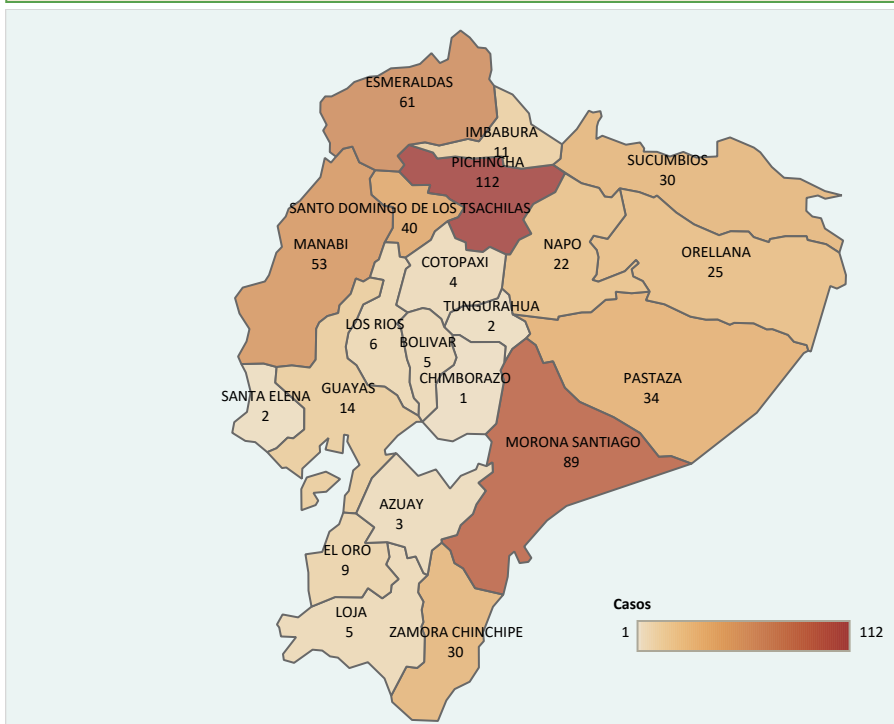 ESMERALDAS
61
IMBABURA
11
PICHINCHA
112
SUCUMBIOS
30
SANTO DOMINGO DE LOS TSACHILAS
40
MANABI
53
NAPO
22
ORELLANA
25
COTOPAXI
4
TUNGURAHUA
2
LOS RIOS
6
BOLIVAR
5
CHIMBORAZO
1
PASTAZA
34
SANTA ELENA
2
GUAYAS
14
MORONA SANTIAGO
89
AZUAY
3
EL ORO
9
LOJA
5
ZAMORA CHINCHIPE
30
Casos
1
112